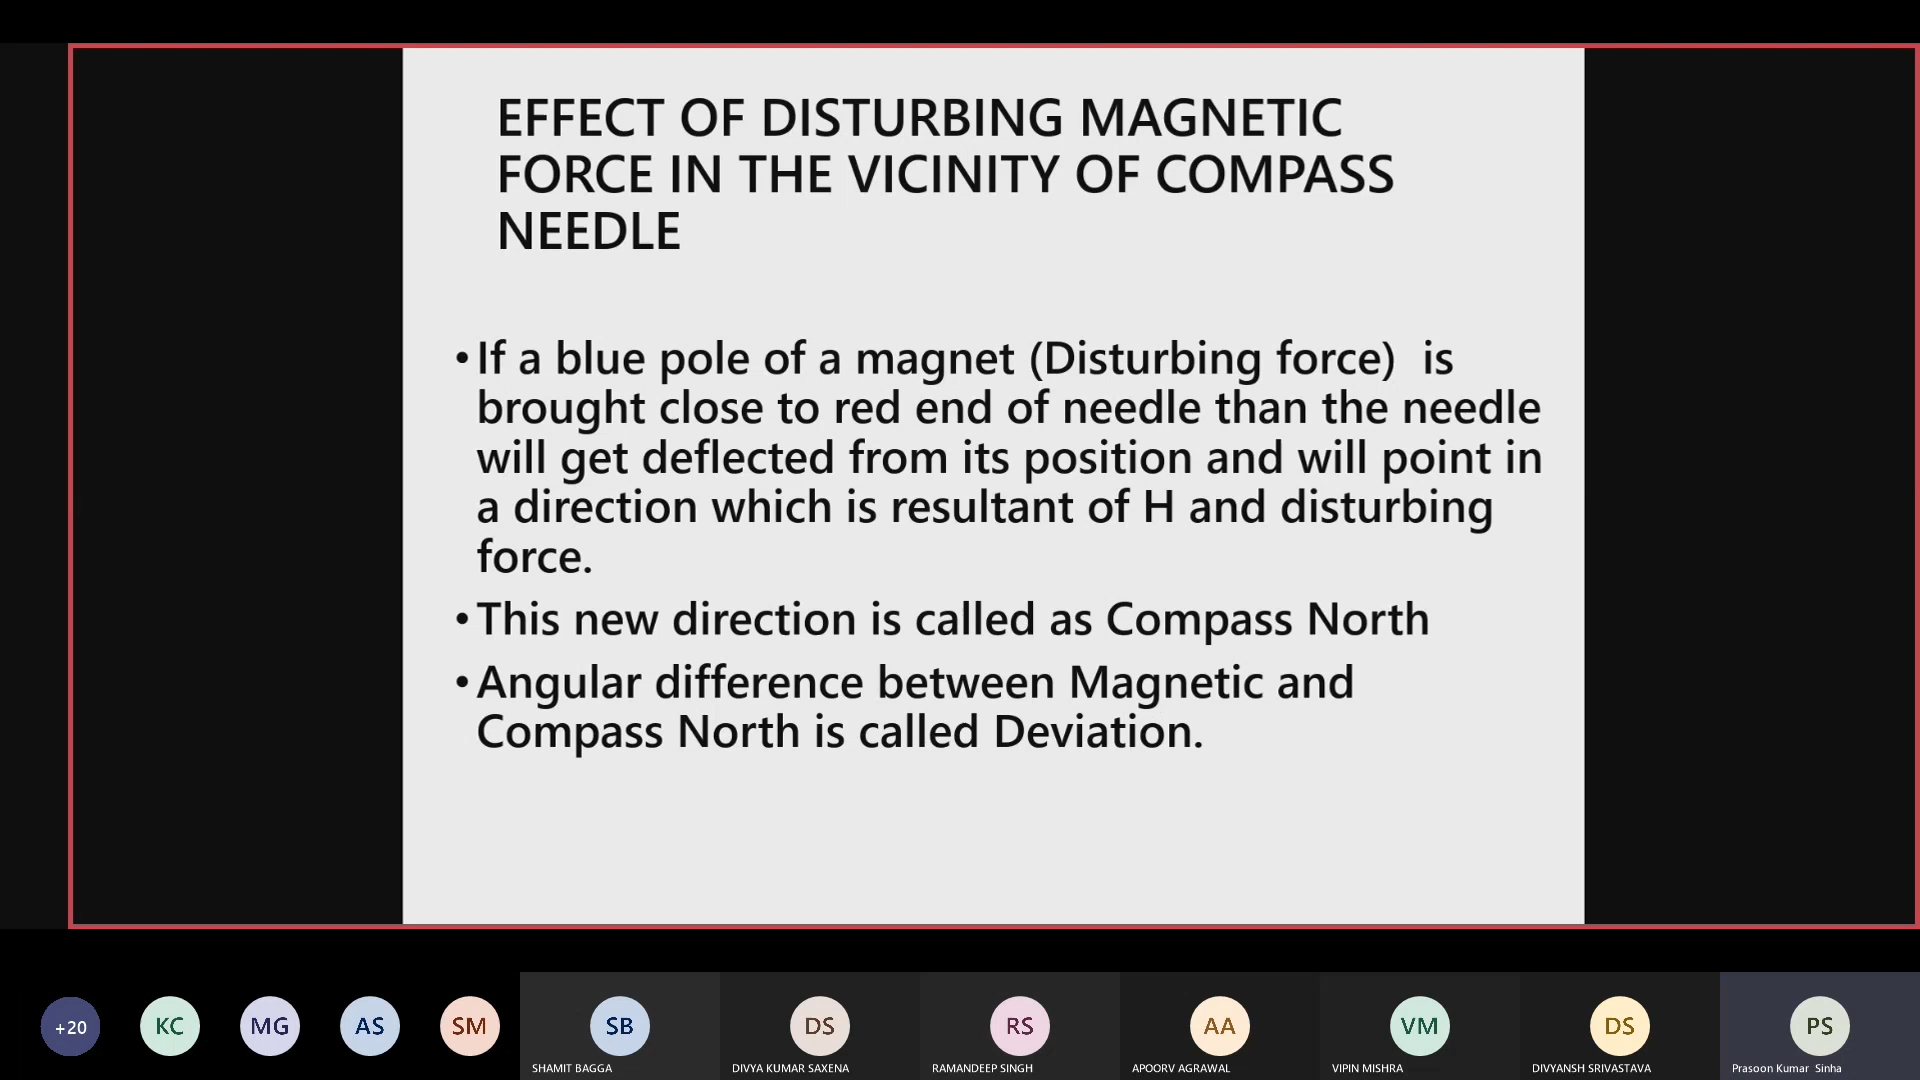 EFFECT OF DISTURBING MAGNETIC
FORCE IN THE VICINITY OF COMPASS
NEEDLE
• If a blue pole of a magnet (Disturbing force)  is
brought close to red end of needle than the needle
will get deflected from its position and will point in
a direction which is resultant of H and disturbing
force.
• This new direction is called as Compass North
• Angular difference between Magnetic and
Compass North is called Deviation.
+20 KC MG AS SM SB DS RS AA VM DS PS
SHAMIT BAGGA DIVYA KUMAR SAXENA RAMANDEEP SINGH APOORV AGRAWAL VIPIN MISHRA DIVYANSH SRIVASTAVA Prasoon Kumar  Sinha